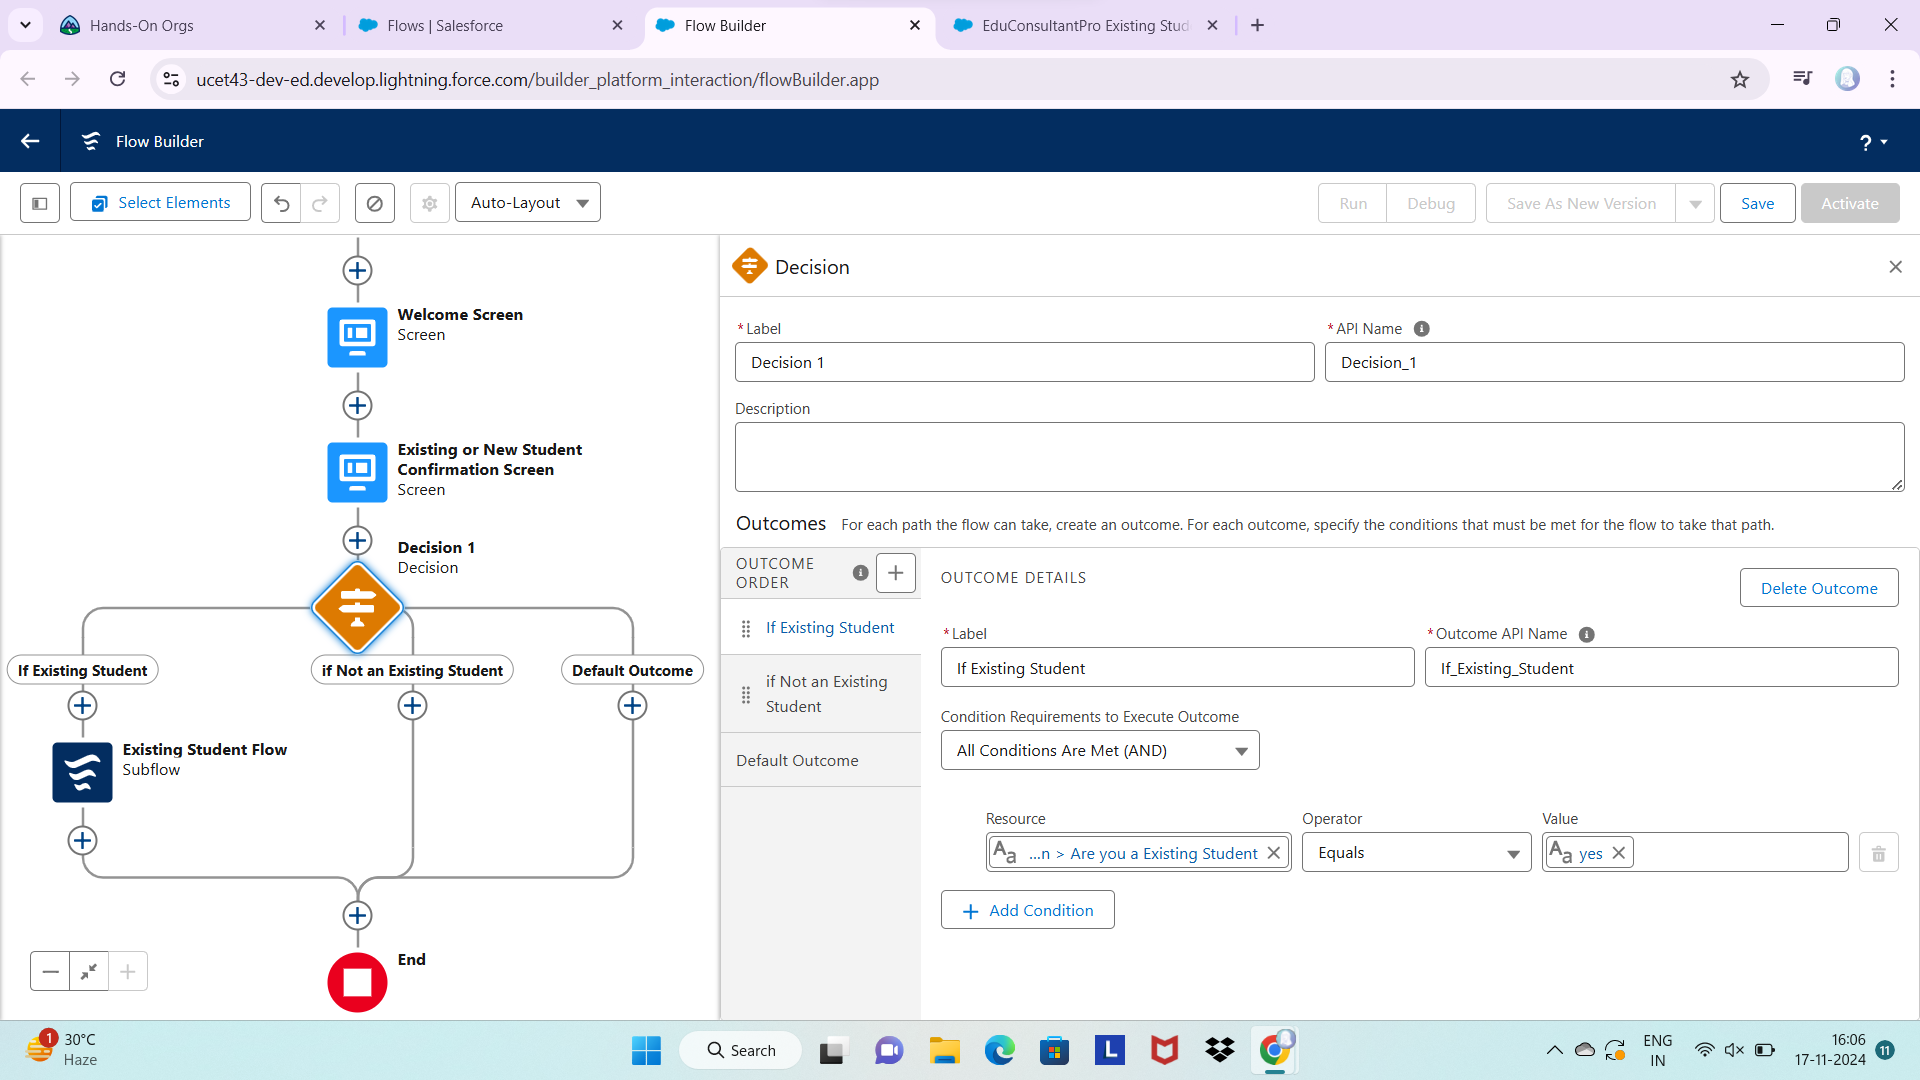 Hands-On Orgs
Flows | Salesforce
Flow Builder
EduConsultantPro Existing Stud
ucet43-dev-ed.develop.lightning.force.com/builder_platform_interaction/flowBuilder.app
Flow Builder
?
Select Elements
Auto-Layout
Run
Debug
Save As New Version
Save
Activate
Welcome Screen
Screen
Existing or New Student
Confirmation Screen
Screen
Decision 1
Decision
If Existing Student
if Not an Existing Student
Default Outcome
Existing Student Flow
Subflow
End
Decision
*Label
Decision 1
*API Name
Decision_1
Description
Outcomes For each path the flow can take, create an outcome. For each outcome, specify the conditions that must be met for the flow to take that path.
OUTCOME
ORDER
If Existing Student
if Not an Existing
Student
Default Outcome
OUTCOME DETAILS
Delete Outcome
*Label
If Existing Student
*Outcome API Name
If_Existing_Student
Condition Requirements to Execute Outcome
All Conditions Are Met (AND)
Resource
Aa ...n > Are you a Existing Student
Operator
Equals
Value
Aa yes
Add Condition
1
30°C
Haze
Search
L
ENG
IN
16:06
17-11-2024
11